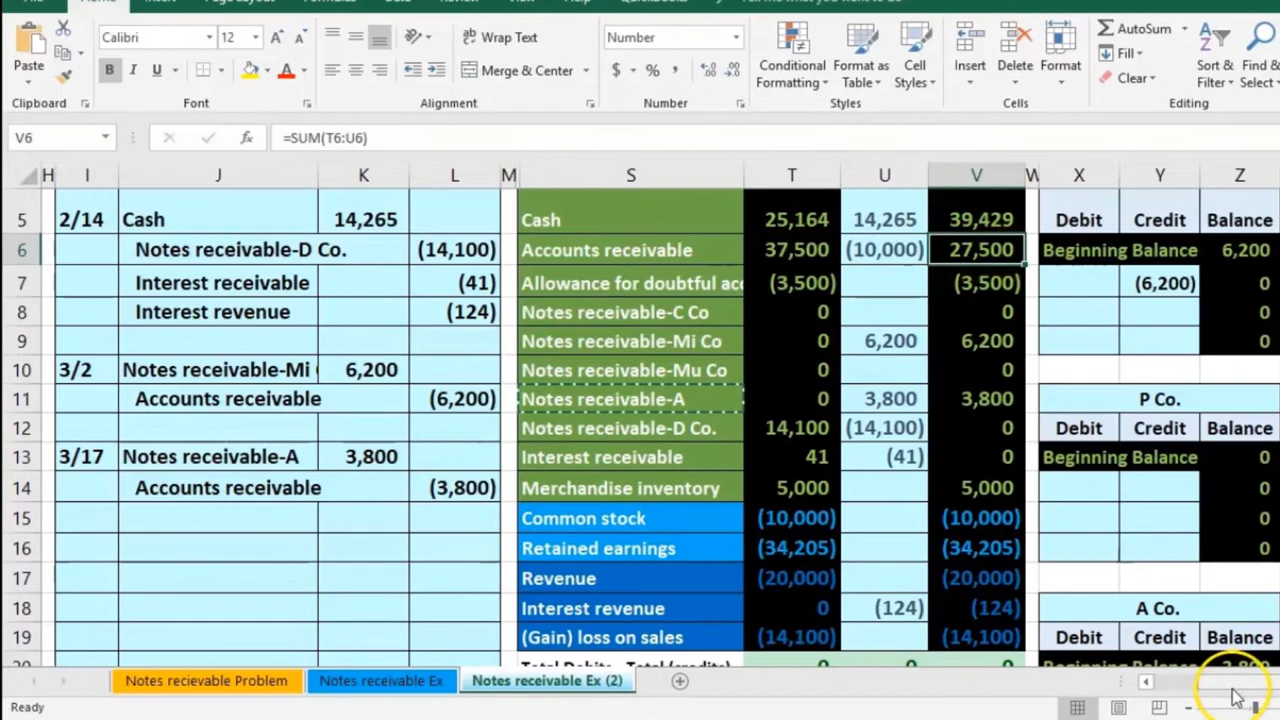 File Home Insert Page Layout Formulas Data Review View Help QuickBooks Tell me what you want to do
Paste
Calibri 12
B I U
Wrap Text
Merge & Center
Number
$ % ,
Conditional Formatting
Format as Table
Cell Styles
Insert Delete Format
AutoSum
Fill
Clear
Sort & Filter
Find & Select
Clipboard Font Alignment Number Styles Cells Editing
V6 fx =SUM(T6:U6)
H I J K L M S T U V W X Y Z
5 2/14 Cash 14,265 Cash 25,164 14,265 39,429 Debit Credit Balance
6 Notes receivable-D Co. (14,100) Accounts receivable 37,500 (10,000) 27,500 Beginning Balance 6,200
7 Interest receivable (41) Allowance for doubtful acc (3,500) (3,500) (6,200) 0
8 Interest revenue (124) Notes receivable-C Co 0 0 0
9 Notes receivable-Mi Co 0 6,200 6,200 0
10 3/2 Notes receivable-Mi 6,200 Notes receivable-Mu Co 0 0
11 Accounts receivable (6,200) Notes receivable-A 0 3,800 3,800 P Co.
12 Notes receivable-D Co. 14,100 (14,100) 0 Debit Credit Balance
13 3/17 Notes receivable-A 3,800 Interest receivable 41 (41) 0 Beginning Balance 0
14 Accounts receivable (3,800) Merchandise inventory 5,000 5,000 0
15 Common stock (10,000) (10,000) 0
16 Retained earnings (34,205) (34,205) 0
17 Revenue (20,000) (20,000)
18 Interest revenue 0 (124) (124) A Co.
19 (Gain) loss on sales (14,100) (14,100) Debit Credit Balance
20 Total Debits - Total (credits) 0 0 0 Beginning Balance 3,800
Notes recievable Problem Notes receivable Ex Notes receivable Ex (2)
Ready